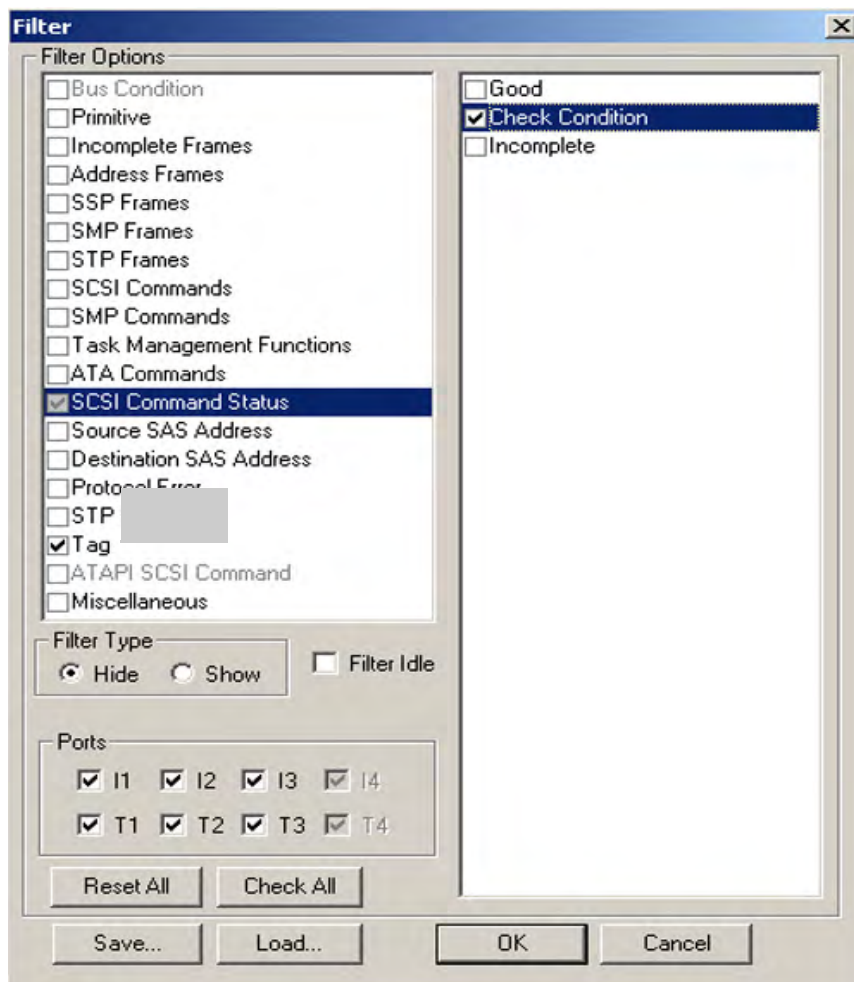 Filter
Filter Options
Bus Condition
Primitive
Incomplete Frames
Address Frames
SSP Frames
SMP Frames
STP Frames
SCSI Commands
SMP Commands
Task Management Functions
ATA Commands
SCSI Command Status
Source SAS Address
Destination SAS Address
Protocol Error
STP
Tag
ATAPI SCSI Command
Miscellaneous
Good
Check Condition
Incomplete
Filter Type
Hide Show
Filter Idle
Ports
I1 I2 I3 I4
T1 T2 T3 T4
Reset All Check All
Save... Load... OK Cancel